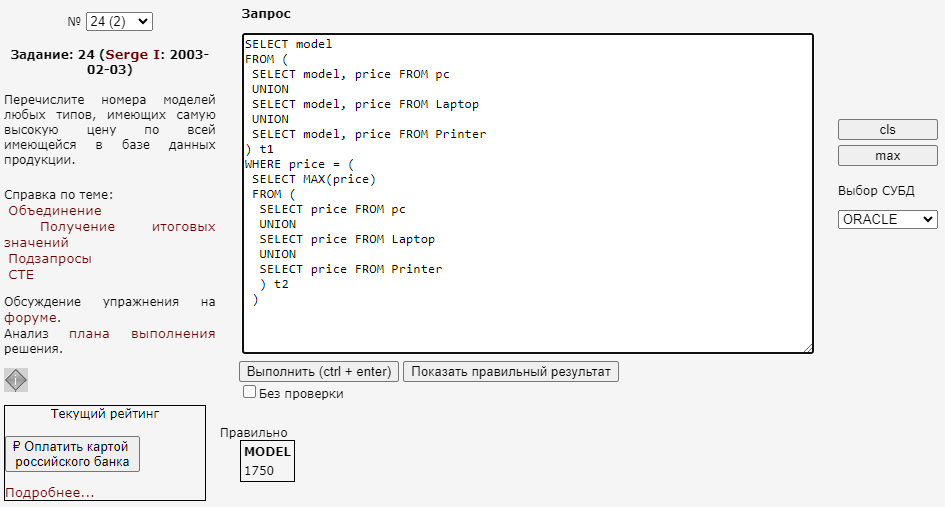 № 24 (2)
Задание: 24 (Serge I: 2003-
02-03)
Перечислите номера моделей
любых типов, имеющих самую
высокую цену по всей
имеющейся в базе данных
продукции.
Справка по теме:
Объединение
Получение итоговых
значений
Подзапросы
CTE
Обсуждение упражнения на
форуме.
Анализ плана выполнения
решения.
Текущий рейтинг
₽ Оплатить картой
российского банка
Подробнее...
Запрос
SELECT model
FROM (
SELECT model, price FROM pc
UNION
SELECT model, price FROM Laptop
UNION
SELECT model, price FROM Printer
) t1
WHERE price = (
SELECT MAX(price)
FROM (
SELECT price FROM pc
UNION
SELECT price FROM Laptop
UNION
SELECT price FROM Printer
) t2
)
Выполнить (ctrl + enter) Показать правильный результат
Без проверки
Правильно
MODEL
1750
cls
max
Выбор СУБД
ORACLE